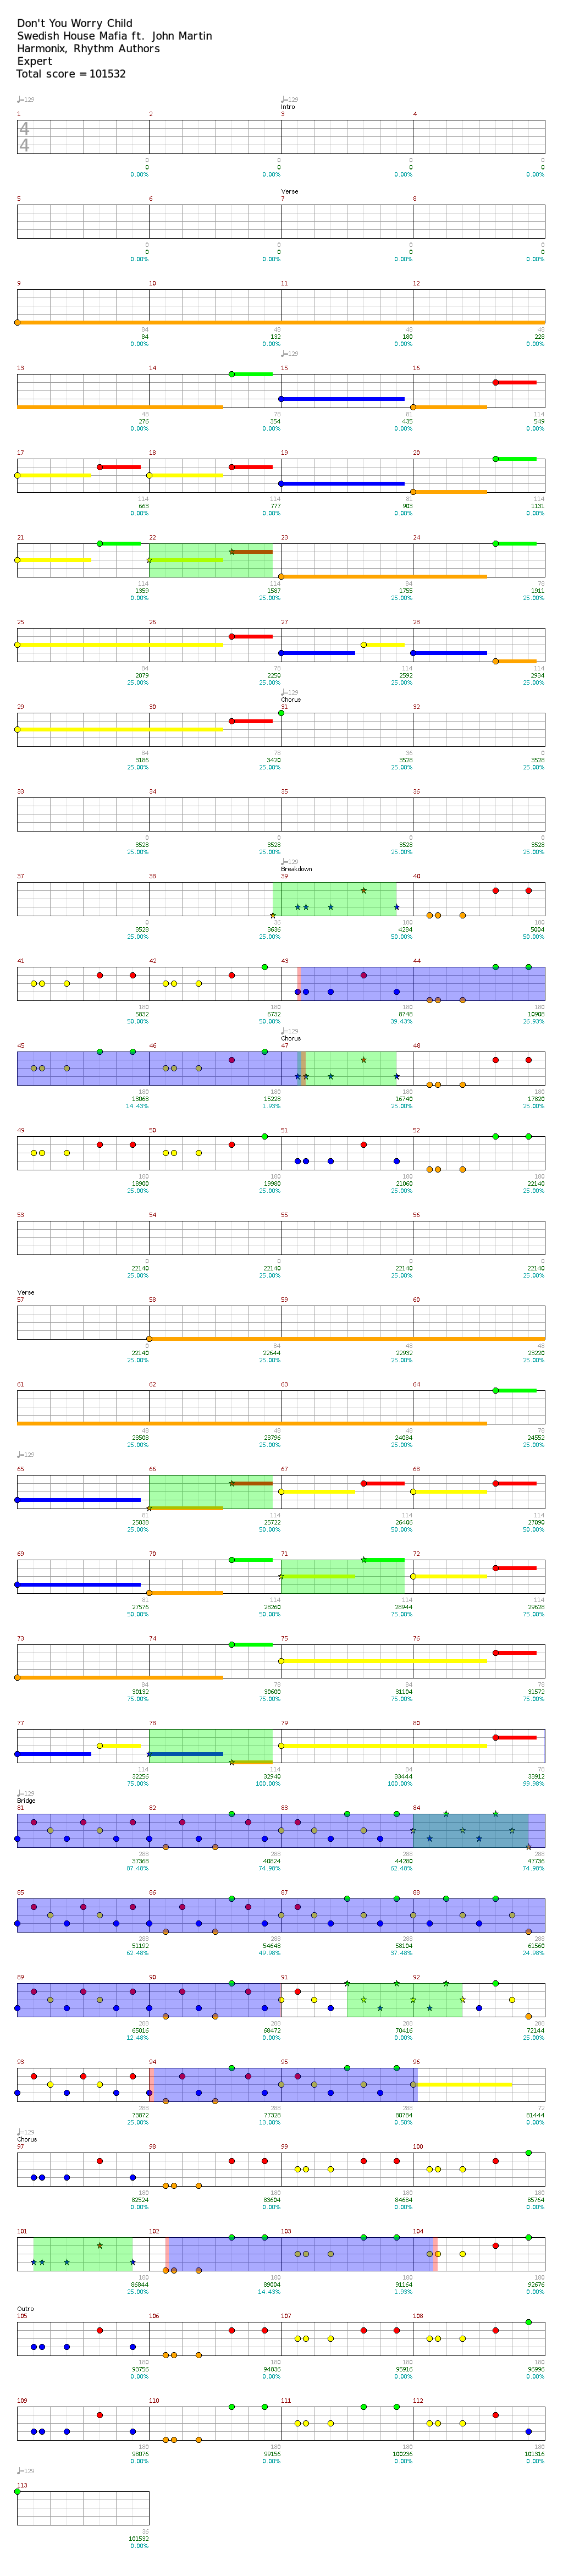 Don't You Worry Child
Swedish House Mafia ft. John Martin
Harmonix, Rhythm Authors
Expert
Total score = 101532
♩=129 ♩=129
Intro
1 2 3 4
4
4
0 0 0 0
0 0 0 0
0.00% 0.00% 0.00% 0.00%
Verse
5 6 7 8
0 0 0 0
0 0 0 0
0.00% 0.00% 0.00% 0.00%
9 10 11 12
84 48 48 48
84 132 180 228
0.00% 0.00% 0.00% 0.00%
♩=129
13 14 15 16
48 78 81 114
276 354 435 549
0.00% 0.00% 0.00% 0.00%
17 18 19 20
114 114 81 114
663 777 903 1131
0.00% 0.00% 0.00% 0.00%
21 22 23 24
114 114 84 78
1359 1587 1755 1911
0.00% 25.00% 25.00% 25.00%
25 26 27 28
84 78 114 114
2079 2250 2592 2934
25.00% 25.00% 25.00% 25.00%
♩=129
Chorus
29 30 31 32
84 78 36 0
3186 3420 3528 3528
25.00% 25.00% 25.00% 25.00%
33 34 35 36
0 0 0 0
3528 3528 3528 3528
25.00% 25.00% 25.00% 25.00%
♩=129
Breakdown
37 38 39 40
0 36 180 180
3528 3636 4284 5004
25.00% 25.00% 50.00% 50.00%
41 42 43 44
180 180 180 180
5832 6732 8748 10908
50.00% 50.00% 39.43% 26.93%
♩=129
Chorus
45 46 47 48
180 180 180 180
13068 15228 16740 17820
14.43% 1.93% 25.00% 25.00%
49 50 51 52
180 180 180 180
18900 19980 21060 22140
25.00% 25.00% 25.00% 25.00%
53 54 55 56
0 0 0 0
22140 22140 22140 22140
25.00% 25.00% 25.00% 25.00%
Verse
57 58 59 60
0 84 48 48
22140 22644 22932 23220
25.00% 25.00% 25.00% 25.00%
61 62 63 64
48 48 48 78
23508 23796 24084 24552
25.00% 25.00% 25.00% 25.00%
♩=129
65 66 67 68
81 114 114 114
25038 25722 26406 27090
25.00% 50.00% 50.00% 50.00%
69 70 71 72
81 114 114 114
27576 28260 28944 29628
50.00% 50.00% 75.00% 75.00%
73 74 75 76
84 78 84 78
30132 30600 31104 31572
75.00% 75.00% 75.00% 75.00%
77 78 79 80
114 114 84 78
32256 32940 33444 33912
75.00% 100.00% 100.00% 99.98%
♩=129
Bridge
81 82 83 84
288 288 288 288
37368 40824 44280 47736
87.48% 74.98% 62.48% 74.98%
85 86 87 88
288 288 288 288
51192 54648 58104 61560
62.48% 49.98% 37.48% 24.98%
89 90 91 92
288 288 288 288
65016 68472 70416 72144
12.48% 0.00% 0.00% 25.00%
93 94 95 96
288 288 288 72
73872 77328 80784 81444
25.00% 13.00% 0.50% 0.00%
♩=129
Chorus
97 98 99 100
180 180 180 180
82524 83604 84684 85764
0.00% 0.00% 0.00% 0.00%
101 102 103 104
180 180 180 180
86844 89004 91164 92676
25.00% 14.43% 1.93% 0.00%
Outro
105 106 107 108
180 180 180 180
93756 94836 95916 96996
0.00% 0.00% 0.00% 0.00%
109 110 111 112
180 180 180 180
98076 99156 100236 101316
0.00% 0.00% 0.00% 0.00%
♩=129
113
36
101532
0.00%